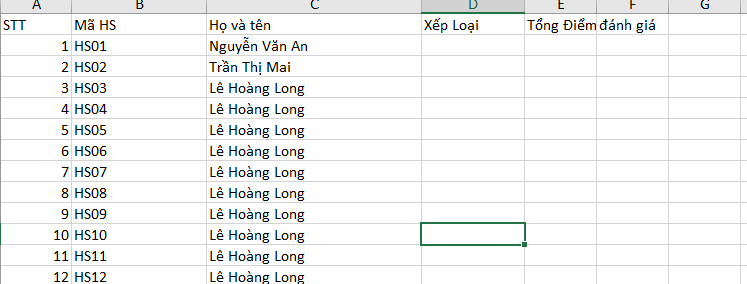 A B C D E F G
STT Mã HS Họ và tên Xếp Loại Tổng Điểm đánh giá
1 HS01 Nguyễn Văn An
2 HS02 Trần Thị Mai
3 HS03 Lê Hoàng Long
4 HS04 Lê Hoàng Long
5 HS05 Lê Hoàng Long
6 HS06 Lê Hoàng Long
7 HS07 Lê Hoàng Long
8 HS08 Lê Hoàng Long
9 HS09 Lê Hoàng Long
10 HS10 Lê Hoàng Long
11 HS11 Lê Hoàng Long
12 HS12 Lê Hoàng Long